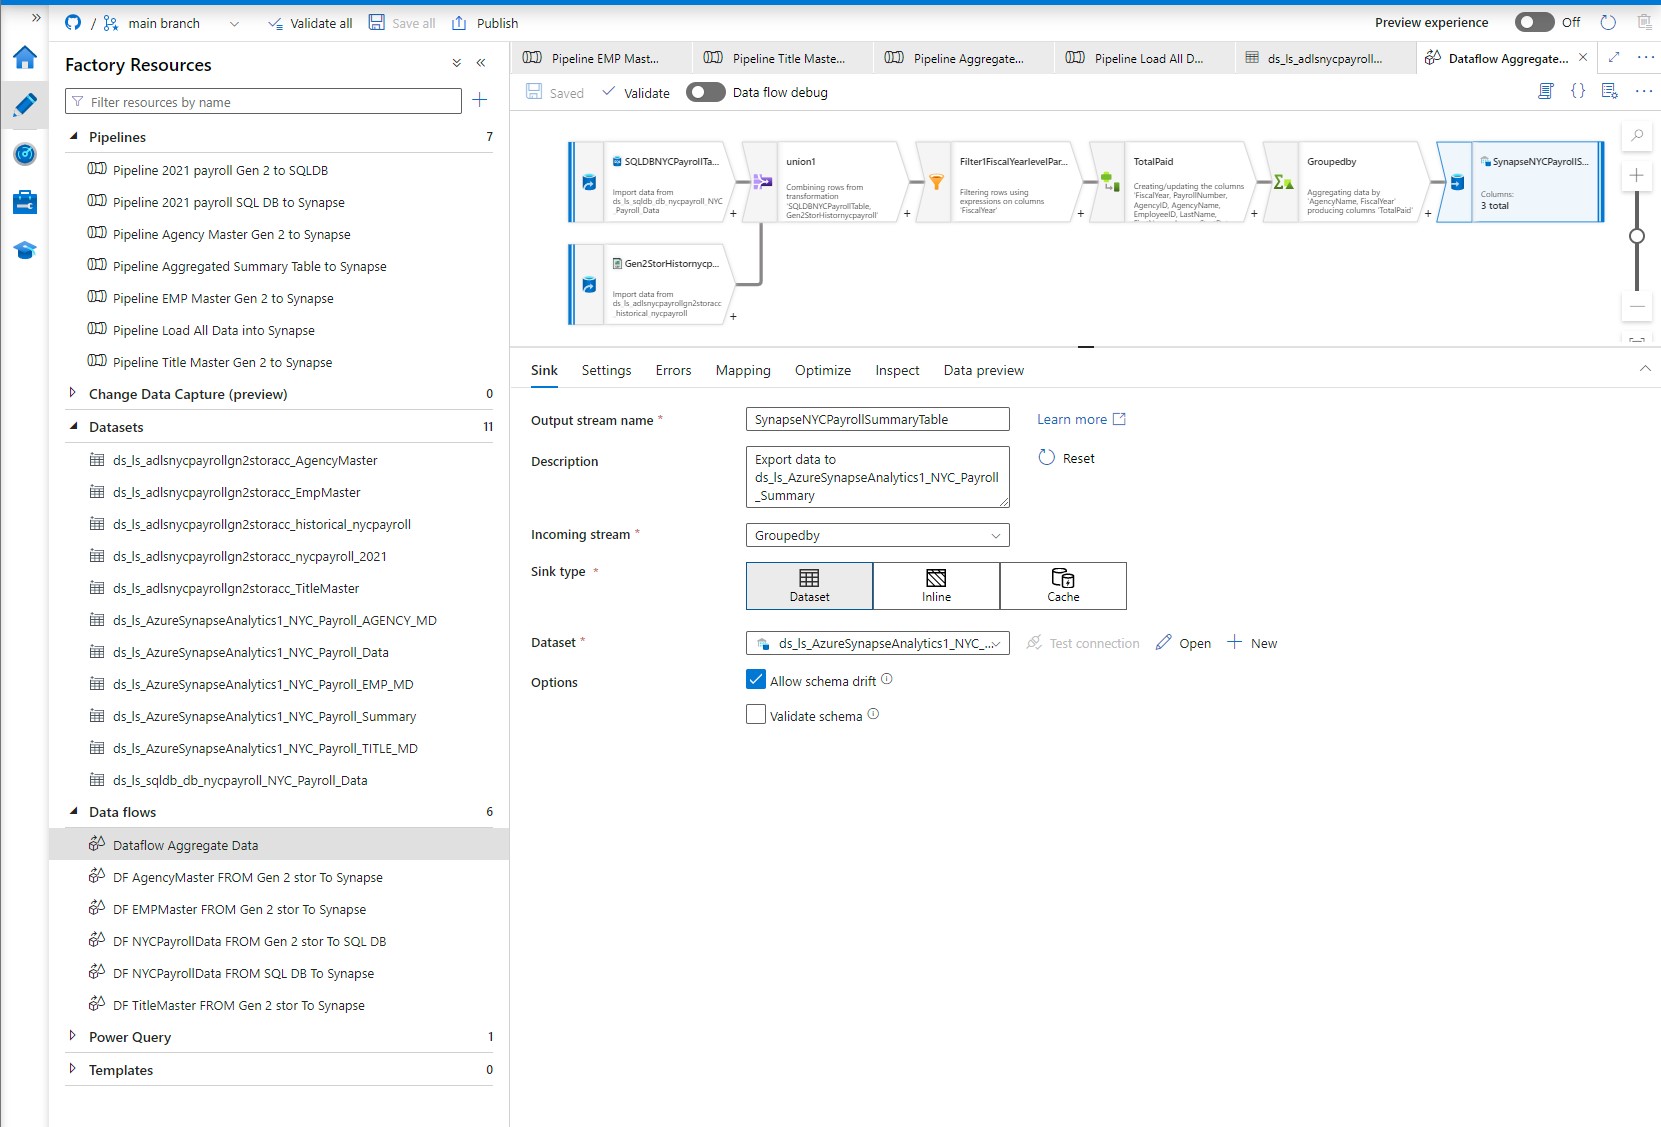 / main branch
Validate all
Save all
Publish
Preview experience
Off
Factory Resources
Filter resources by name
Pipelines 7
Pipeline 2021 payroll Gen 2 to SQLDB
Pipeline 2021 payroll SQL DB to Synapse
Pipeline Agency Master Gen 2 to Synapse
Pipeline Aggregated Summary Table to Synapse
Pipeline EMP Master Gen 2 to Synapse
Pipeline Load All Data into Synapse
Pipeline Title Master Gen 2 to Synapse
Change Data Capture (preview) 0
Datasets 11
ds_ls_adlsnycpayrollgn2storacc_AgencyMaster
ds_ls_adlsnycpayrollgn2storacc_EmpMaster
ds_ls_adlsnycpayrollgn2storacc_historical_nycpayroll
ds_ls_adlsnycpayrollgn2storacc_nycpayroll_2021
ds_ls_adlsnycpayrollgn2storacc_TitleMaster
ds_ls_AzureSynapseAnalytics1_NYC_Payroll_AGENCY_MD
ds_ls_AzureSynapseAnalytics1_NYC_Payroll_Data
ds_ls_AzureSynapseAnalytics1_NYC_Payroll_EMP_MD
ds_ls_AzureSynapseAnalytics1_NYC_Payroll_Summary
ds_ls_AzureSynapseAnalytics1_NYC_Payroll_TITLE_MD
ds_ls_sqldb_db_nycpayroll_NYC_Payroll_Data
Data flows 6
Dataflow Aggregate Data
DF AgencyMaster FROM Gen 2 stor To Synapse
DF EMPMaster FROM Gen 2 stor To Synapse
DF NYCPayrollData FROM Gen 2 stor To SQL DB
DF NYCPayrollData FROM SQL DB To Synapse
DF TitleMaster FROM Gen 2 stor To Synapse
Power Query 1
Templates 0
Pipeline EMP Mast...
Pipeline Title Maste...
Pipeline Aggregate...
Pipeline Load All D...
ds_ls_adlsnycpayroll...
Dataflow Aggregate...
Saved
Validate
Data flow debug
SQLDBNYCPayrollTa...
Import data from
ds_ls_sqldb_db_nycpayroll_NYC
_Payroll_Data
+
union1
Combining rows from
transformation
'SQLDBNYCPayrollTable,
Gen2StorHistornycpayroll'
+
Filter1FiscalYearlevelPar...
Filtering rows using
expressions on columns
'FiscalYear'
+
TotalPaid
Creating/updating the columns
'FiscalYear, PayrollNumber,
AgencyID, AgencyName,
EmployeeID, LastName,
+
Groupedby
Aggregating data by
'AgencyName, FiscalYear'
producing columns 'TotalPaid'
+
SynapseNYCPayrollS...
Columns:
3 total
Gen2StorHistornycp...
Import data from
ds_ls_adlsnycpayrollgn2storacc
_historical_nycpayroll
+
Sink
Settings
Errors
Mapping
Optimize
Inspect
Data preview
Output stream name *
SynapseNYCPayrollSummaryTable
Learn more
Description
Export data to
ds_ls_AzureSynapseAnalytics1_NYC_Payroll
_Summary
Reset
Incoming stream *
Groupedby
Sink type *
Dataset
Inline
Cache
Dataset *
ds_ls_AzureSynapseAnalytics1_NYC_...
Test connection
Open
New
Options
Allow schema drift
Validate schema